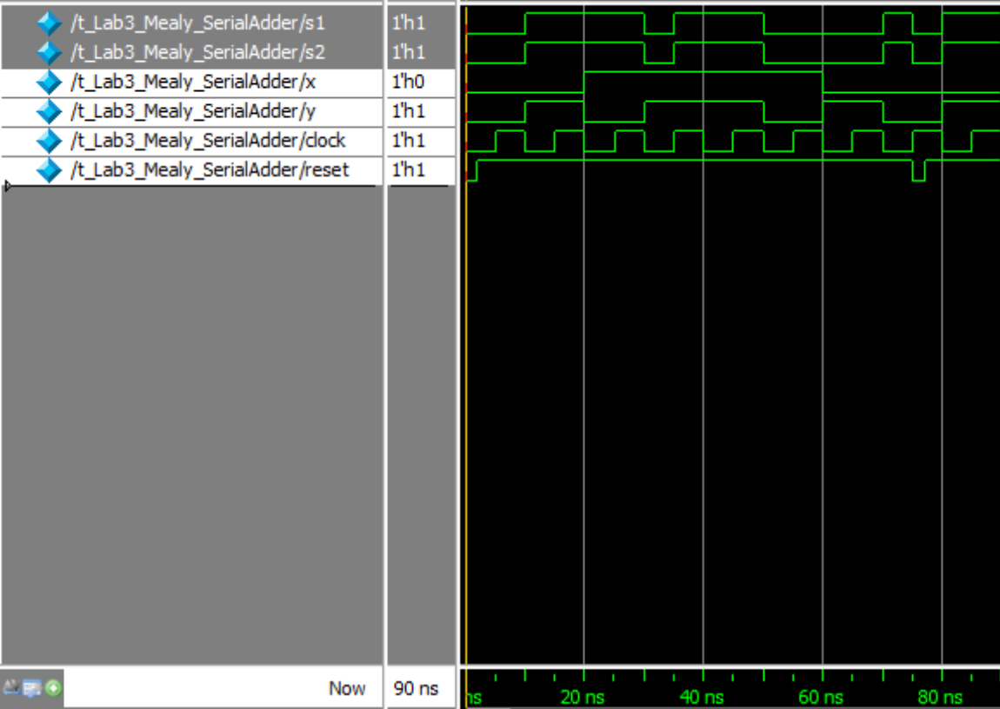 /t_Lab3_Mealy_SerialAdder/s1 1'h1
/t_Lab3_Mealy_SerialAdder/s2 1'h1
/t_Lab3_Mealy_SerialAdder/x 1'h0
/t_Lab3_Mealy_SerialAdder/y 1'h1
/t_Lab3_Mealy_SerialAdder/clock 1'h1
/t_Lab3_Mealy_SerialAdder/reset 1'h1
Now 90 ns ns 20 ns 40 ns 60 ns 80 ns